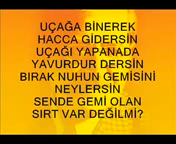 UÇAĞA BİNEREK
HACCA GİDERSİN
UÇAĞI YAPANADA
YAVURDUR DERSİN
BIRAK NUHUN GEMİSİNİ
NEYLERSİN
SENDE GEMİ OLAN
SIRT VAR DEĞİLMİ?